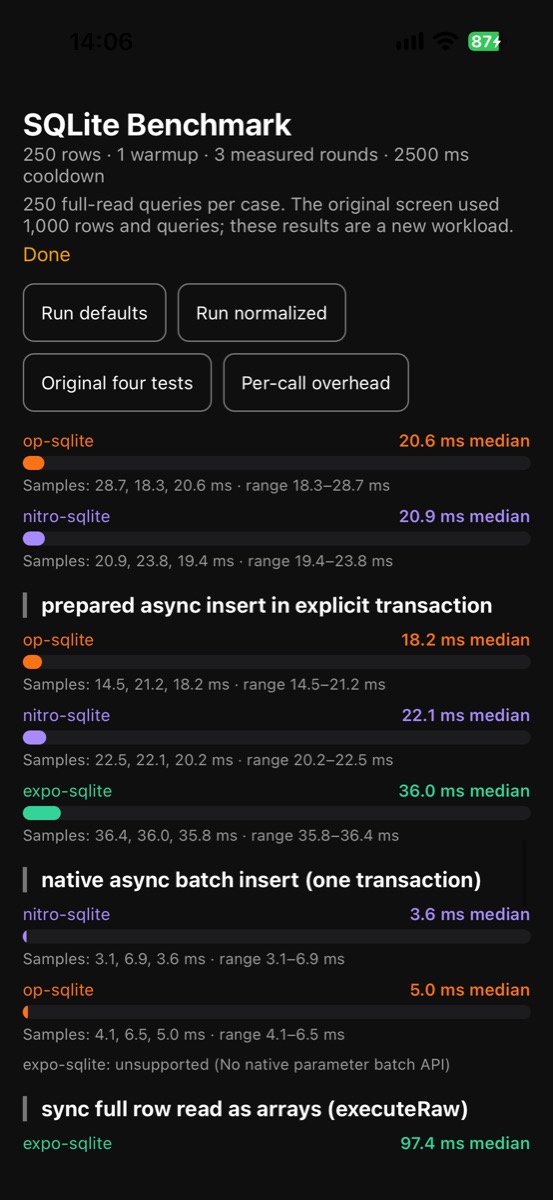 14:06
87
SQLite Benchmark
250 rows · 1 warmup · 3 measured rounds · 2500 ms
cooldown
250 full-read queries per case. The original screen used
1,000 rows and queries; these results are a new workload.
Done
Run defaults
Run normalized
Original four tests
Per-call overhead
op-sqlite
20.6 ms median
Samples: 28.7, 18.3, 20.6 ms · range 18.3–28.7 ms
nitro-sqlite
20.9 ms median
Samples: 20.9, 23.8, 19.4 ms · range 19.4–23.8 ms
prepared async insert in explicit transaction
op-sqlite
18.2 ms median
Samples: 14.5, 21.2, 18.2 ms · range 14.5–21.2 ms
nitro-sqlite
22.1 ms median
Samples: 22.5, 22.1, 20.2 ms · range 20.2–22.5 ms
expo-sqlite
36.0 ms median
Samples: 36.4, 36.0, 35.8 ms · range 35.8–36.4 ms
native async batch insert (one transaction)
nitro-sqlite
3.6 ms median
Samples: 3.1, 6.9, 3.6 ms · range 3.1–6.9 ms
op-sqlite
5.0 ms median
Samples: 4.1, 6.5, 5.0 ms · range 4.1–6.5 ms
expo-sqlite: unsupported (No native parameter batch API)
sync full row read as arrays (executeRaw)
expo-sqlite
97.4 ms median